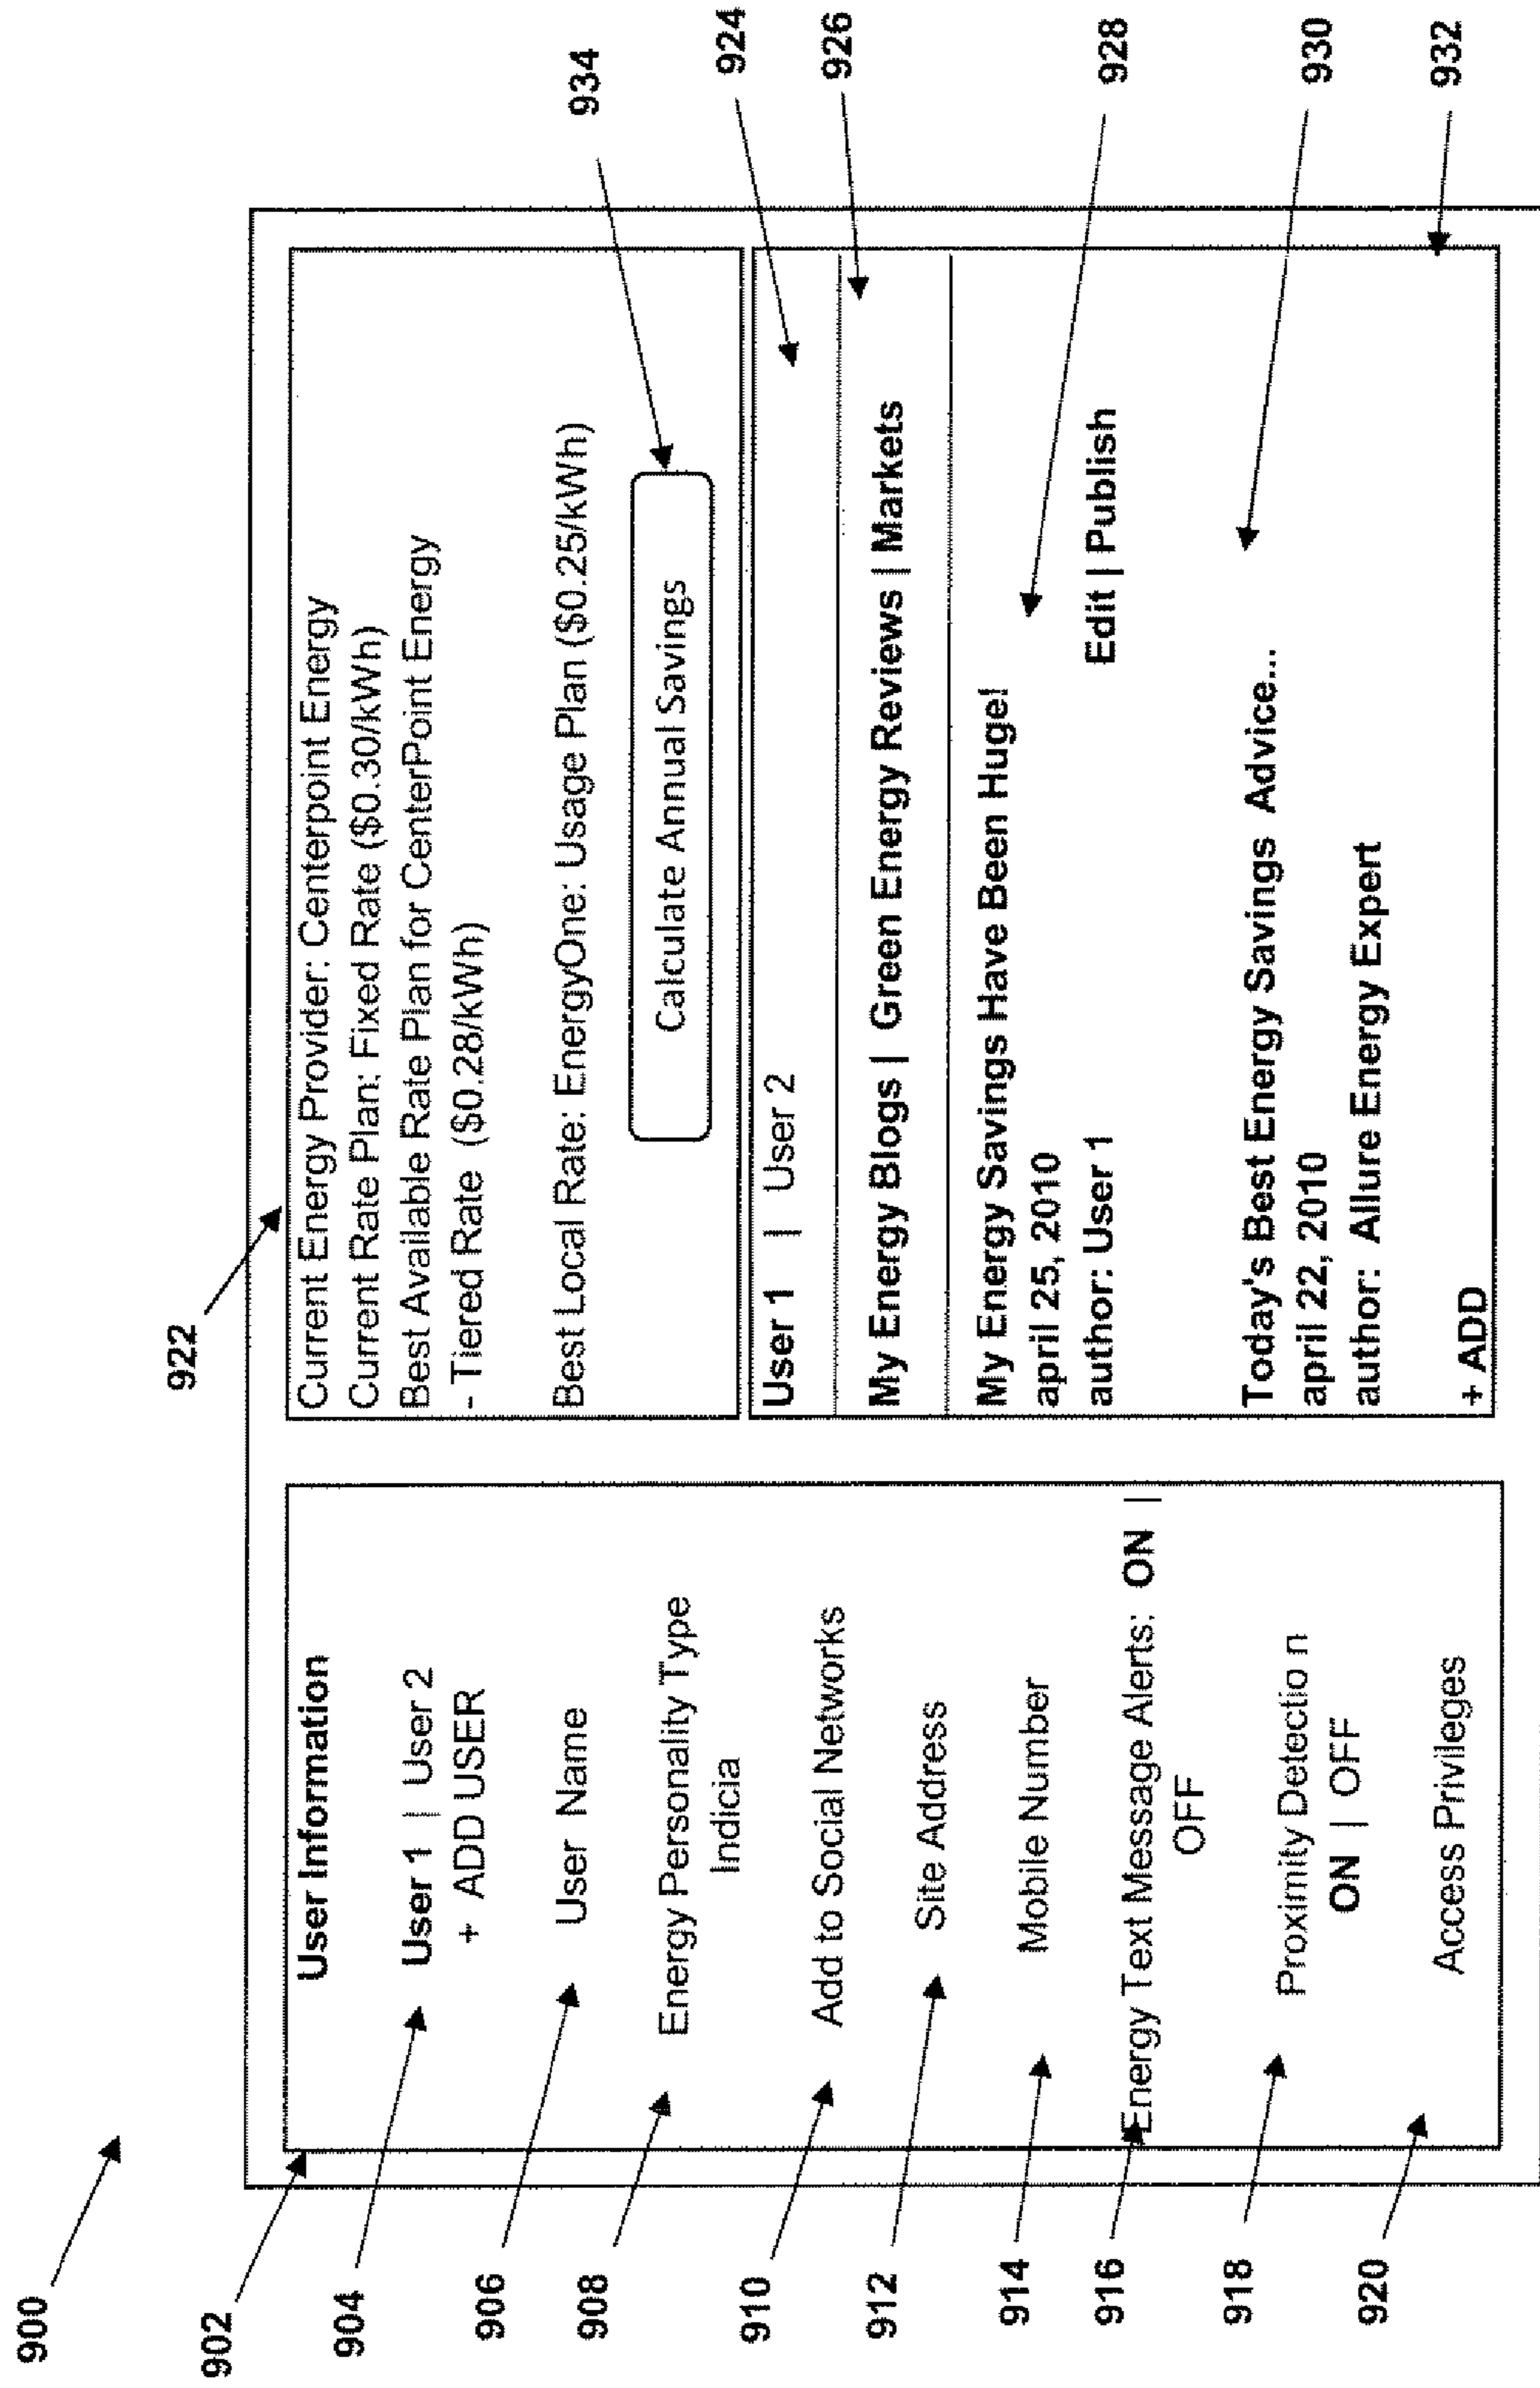 900
902
904
906
908
910
912
914
916
918
920
User Information
User 1 | User 2
+ ADD USER
User Name
Energy Personality Type
Indicia
Add to Social Networks
Site Address
Mobile Number
Energy Text Message Alerts: ON |
OFF
Proximity Detectio n
ON | OFF
Access Privileges
922
Current Energy Provider: Centerpoint Energy
Current Rate Plan: Fixed Rate ($0.30/kWh)
Best Available Rate Plan for CenterPoint Energy
- Tiered Rate ($0.28/kWh)
Best Local Rate: EnergyOne: Usage Plan ($0.25/kWh)
Calculate Annual Savings
User 1 | User 2
My Energy Blogs | Green Energy Reviews | Markets
My Energy Savings Have Been Huge!
april 25, 2010
author: User 1 Edit | Publish
Today's Best Energy Savings Advice...
april 22, 2010
author: Allure Energy Expert
+ ADD
934
924
926
928
930
932